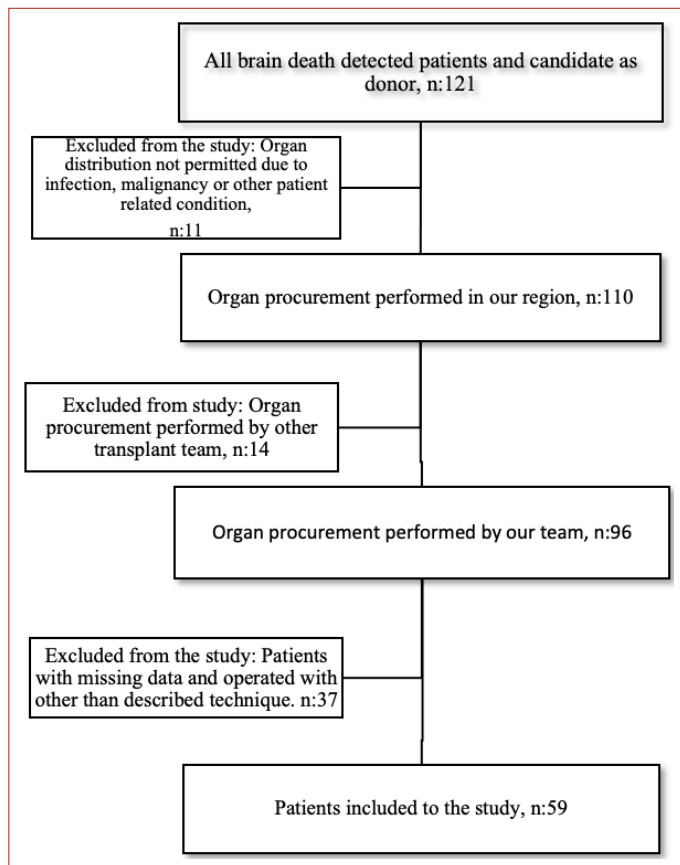 All brain death detected patients and candidate as
donor, n:121
Excluded from the study: Organ
distribution not permitted due to
infection, malignancy or other patient
related condition,
n:11
Organ procurement performed in our region, n:110
Excluded from study: Organ
procurement performed by other
transplant team, n:14
Organ procurement performed by our team, n:96
Excluded from the study: Patients
with missing data and operated with
other than described technique. n:37
Patients included to the study, n:59